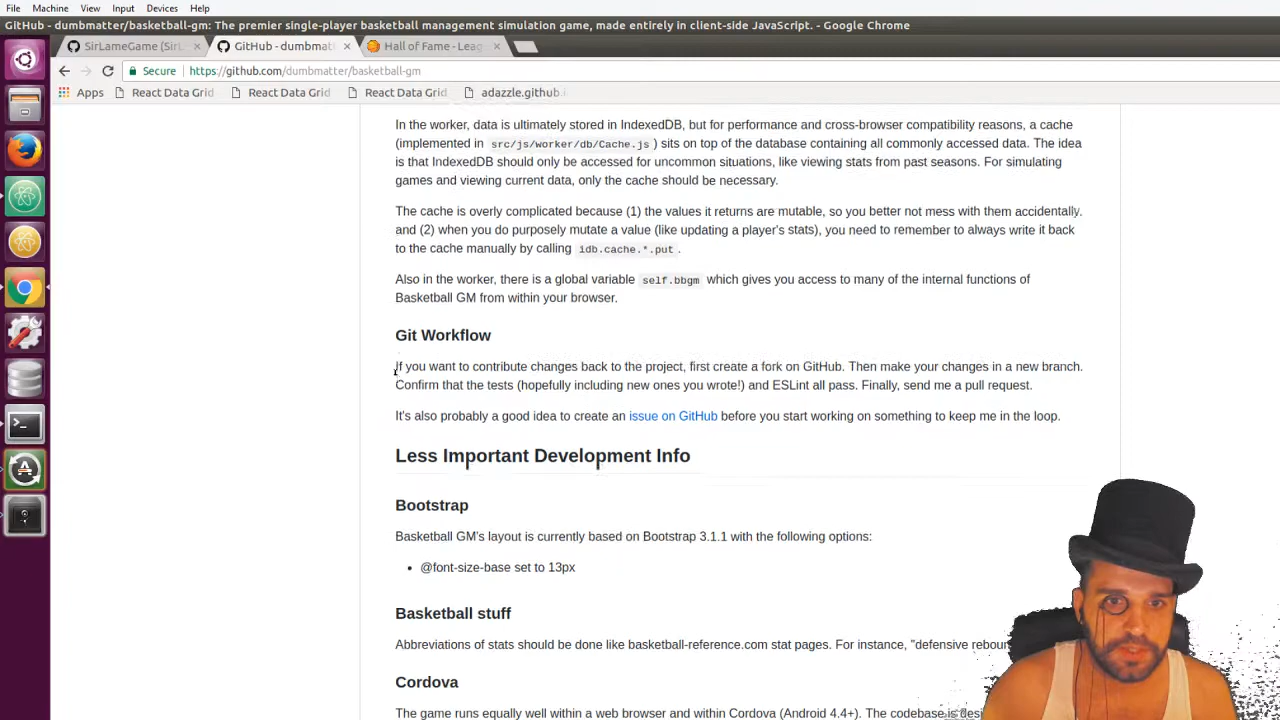 File Machine View Input Devices Help
GitHub - dumbmatter/basketball-gm: The premier single-player basketball management simulation game, made entirely in client-side JavaScript. - Google Chrome
SirLameGame (SirL × GitHub - dumbmatt × Hall of Fame - Leag ×
Secure https://github.com/dumbmatter/basketball-gm
Apps React Data Grid React Data Grid React Data Grid adazzle.github.i
In the worker, data is ultimately stored in IndexedDB, but for performance and cross-browser compatibility reasons, a cache
(implemented in src/js/worker/db/Cache.js ) sits on top of the database containing all commonly accessed data. The idea
is that IndexedDB should only be accessed for uncommon situations, like viewing stats from past seasons. For simulating
games and viewing current data, only the cache should be necessary.
The cache is overly complicated because (1) the values it returns are mutable, so you better not mess with them accidentally.
and (2) when you do purposely mutate a value (like updating a player's stats), you need to remember to always write it back
to the cache manually by calling idb.cache.*.put .
Also in the worker, there is a global variable self.bbgm which gives you access to many of the internal functions of
Basketball GM from within your browser.
Git Workflow
If you want to contribute changes back to the project, first create a fork on GitHub. Then make your changes in a new branch.
Confirm that the tests (hopefully including new ones you wrote!) and ESLint all pass. Finally, send me a pull request.
It's also probably a good idea to create an issue on GitHub before you start working on something to keep me in the loop.
Less Important Development Info
Bootstrap
Basketball GM's layout is currently based on Bootstrap 3.1.1 with the following options:
• @font-size-base set to 13px
Basketball stuff
Abbreviations of stats should be done like basketball-reference.com stat pages. For instance, "defensive rebour
Cordova
The game runs equally well within a web browser and within Cordova (Android 4.4+). The codebase is desi